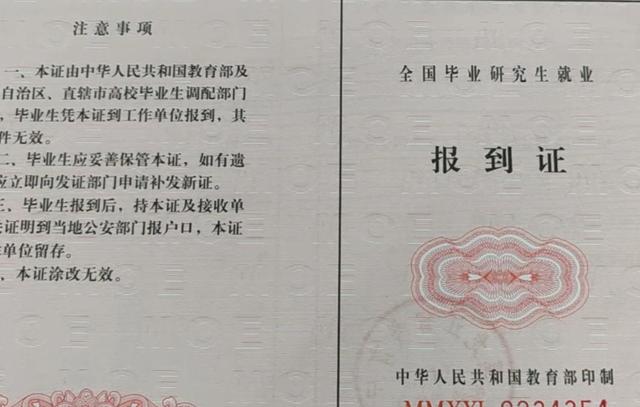 注意事项
一、本证由中华人民共和国教育部及
自治区、直辖市高校毕业生调配部门
，毕业生凭本证到工作单位报到，其
件无效。
二、毕业生应妥善保管本证，如有遗
应立即向发证部门申请补发新证。
三、毕业生报到后，持本证及接收单
证明到当地公安部门报户口，本证
单位留存。
、本证涂改无效。
全国毕业研究生就业
报到证
中华人民共和国教育部印制